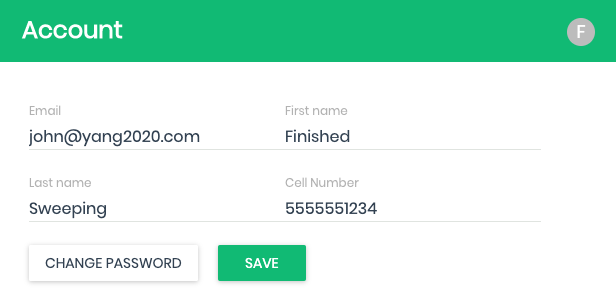 Account
F
Email
First name
john@yang2020.com
Finished
Last name
Cell Number
Sweeping
5555551234
CHANGE PASSWORD
SAVE